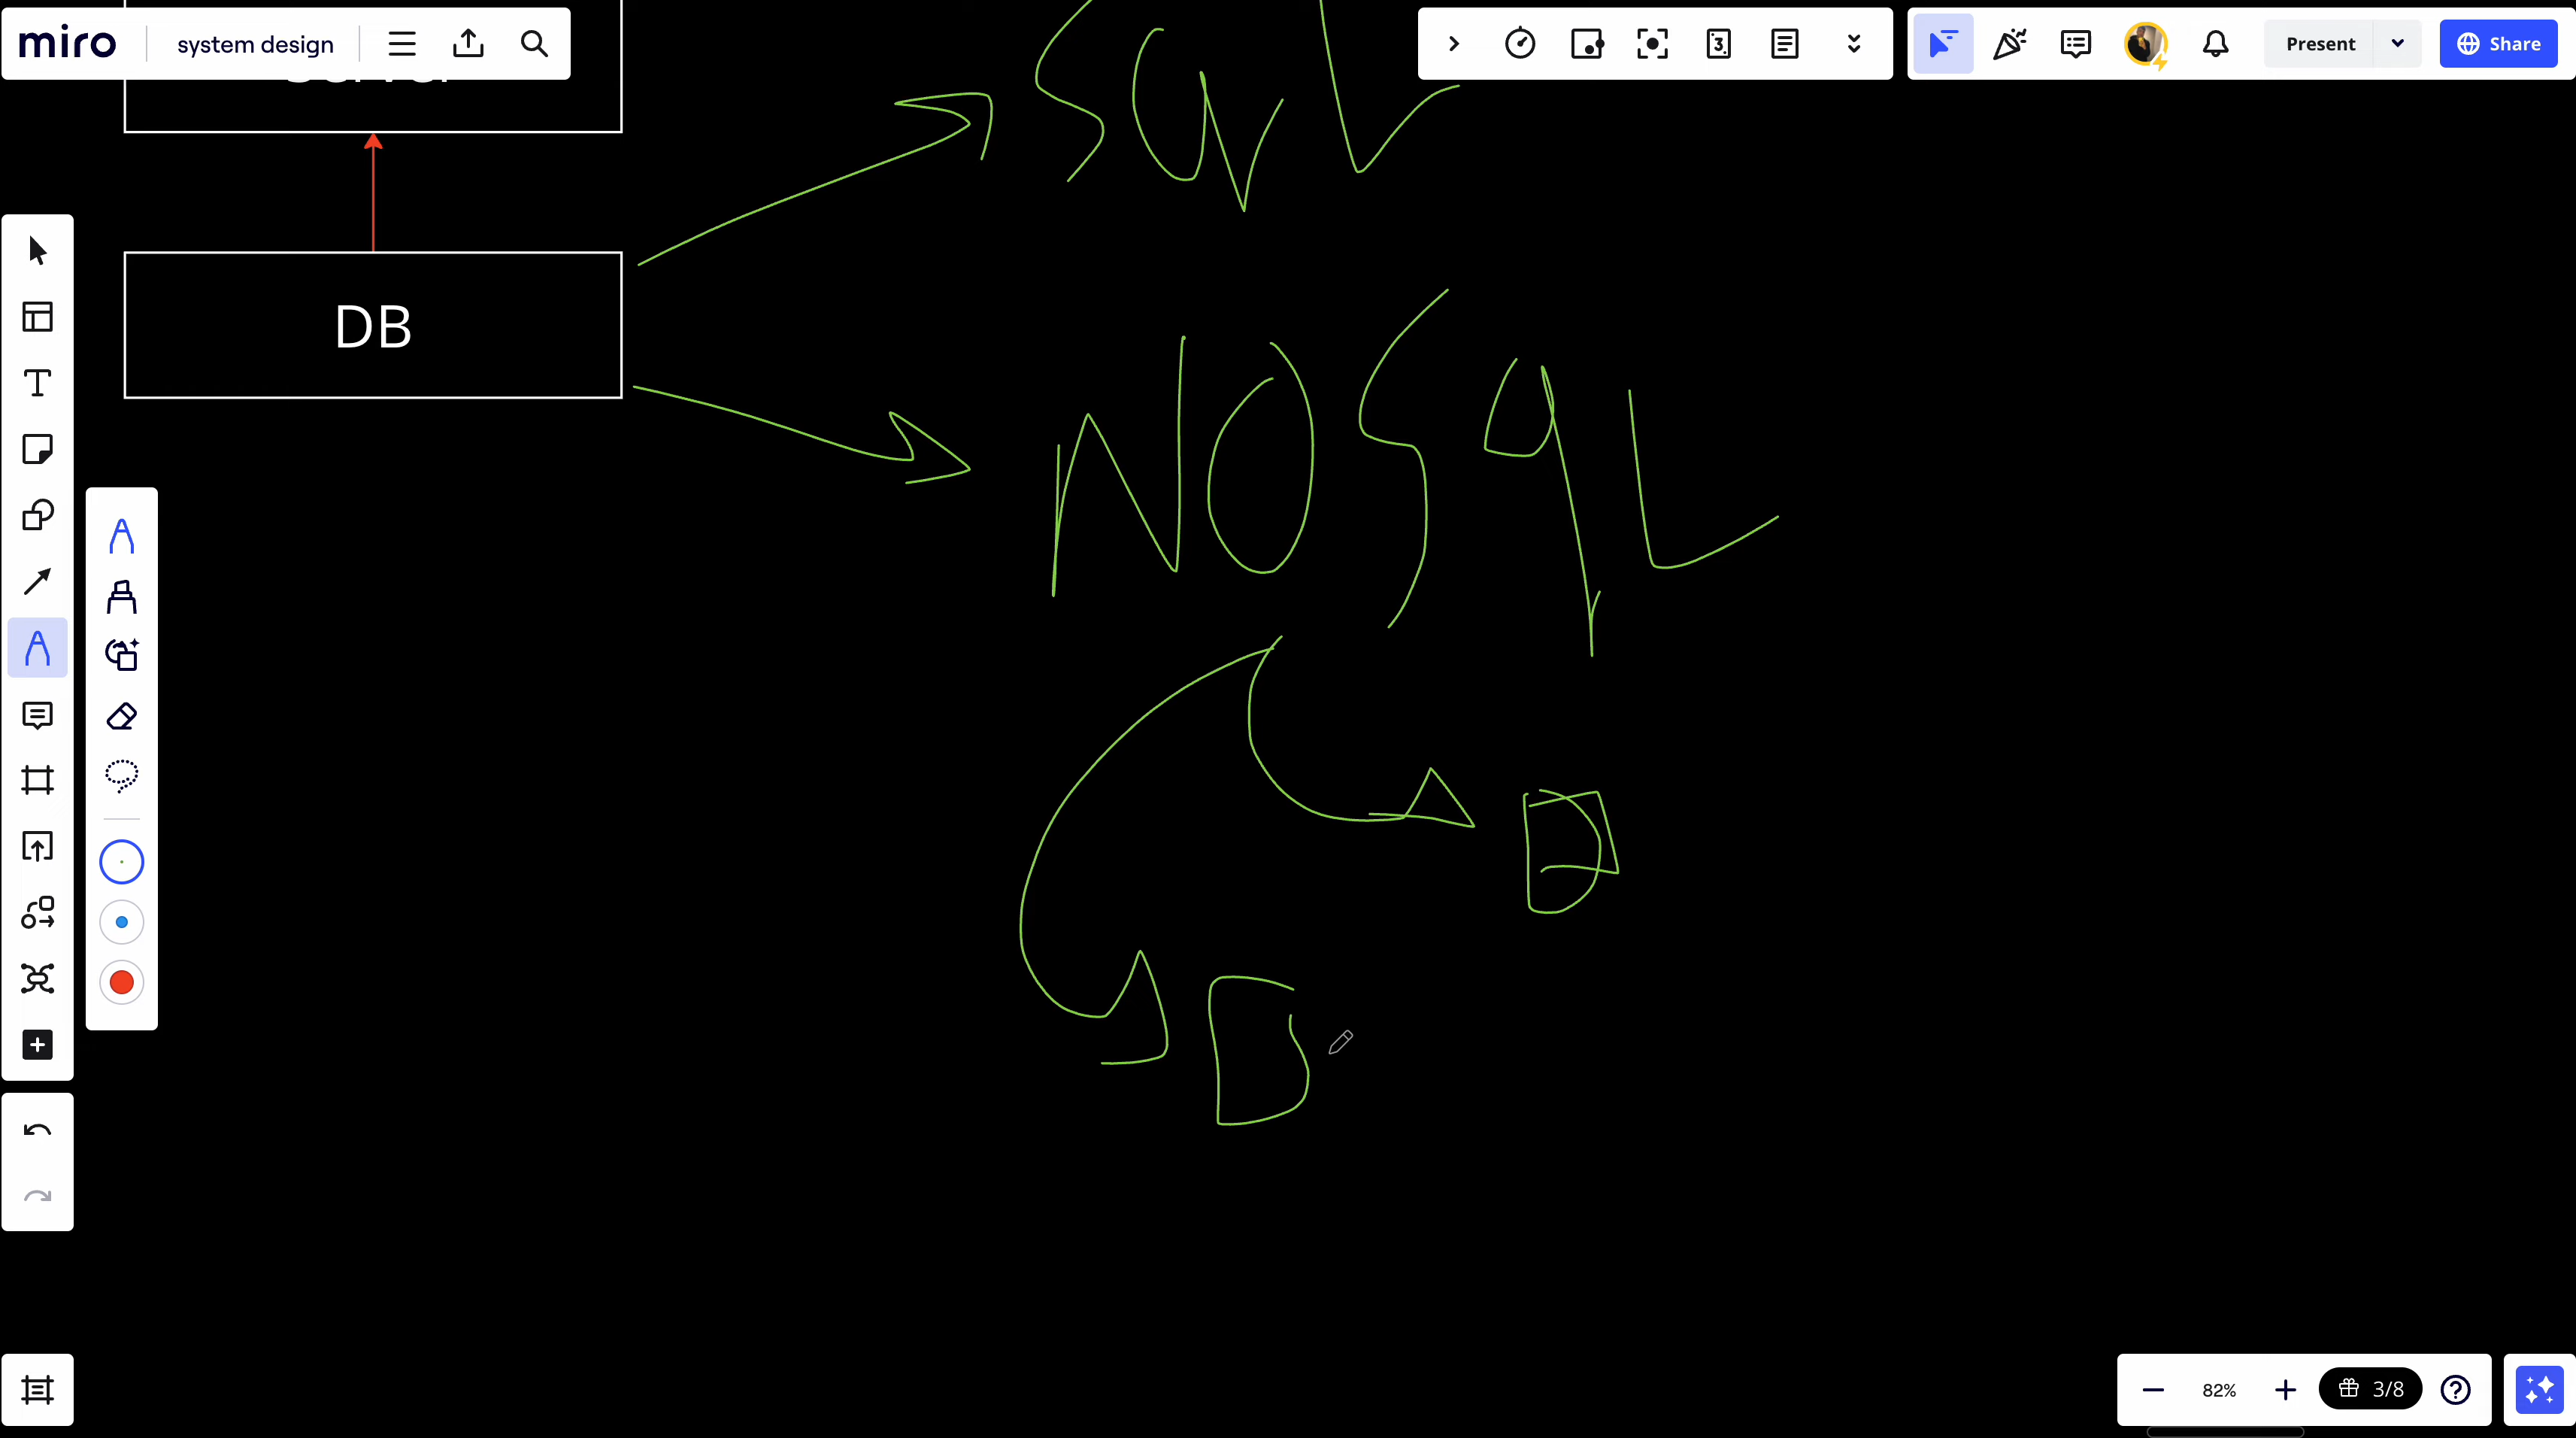 miro system design
Present Share
SqL
DB
NOSqL
D
82% 3/8